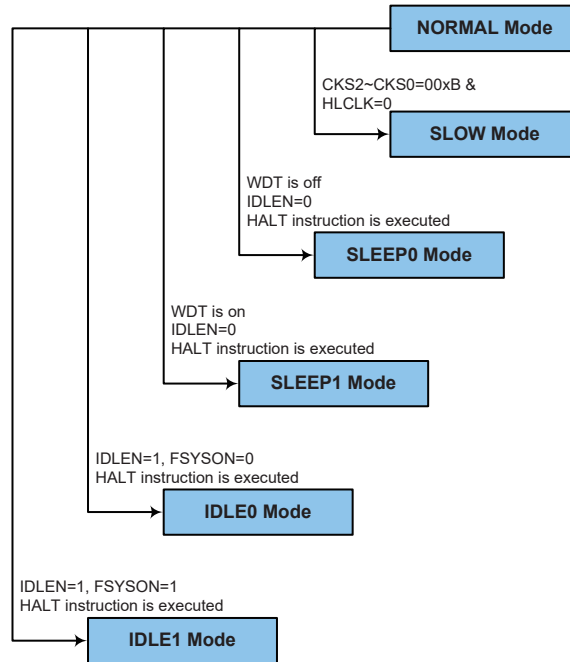 NORMAL Mode
CKS2~CKS0=00xB &
HLCLK=0
SLOW Mode
WDT is off
IDLEN=0
HALT instruction is executed
SLEEP0 Mode
WDT is on
IDLEN=0
HALT instruction is executed
SLEEP1 Mode
IDLEN=1, FSYSON=0
HALT instruction is executed
IDLE0 Mode
IDLEN=1, FSYSON=1
HALT instruction is executed
IDLE1 Mode